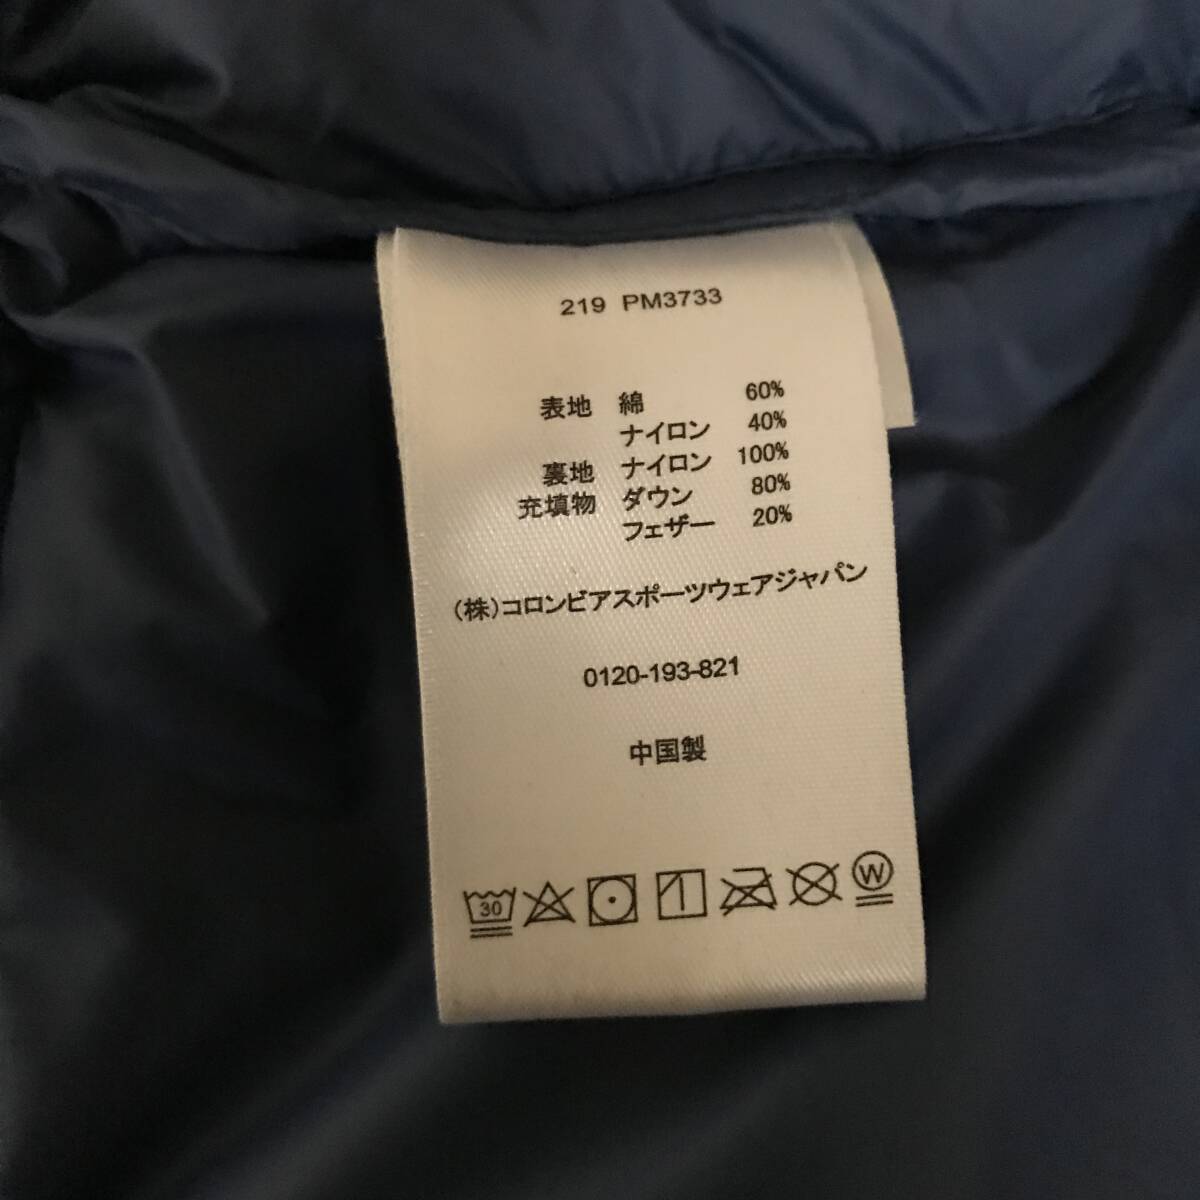 219 PM3733
表地 綿 60%
ナイロン 40%
裏地 ナイロン 100%
充填物 ダウン 80%
フェザー 20%
(株)コロンビアスポーツウェアジャパン
0120-193-821
中国製
30 W